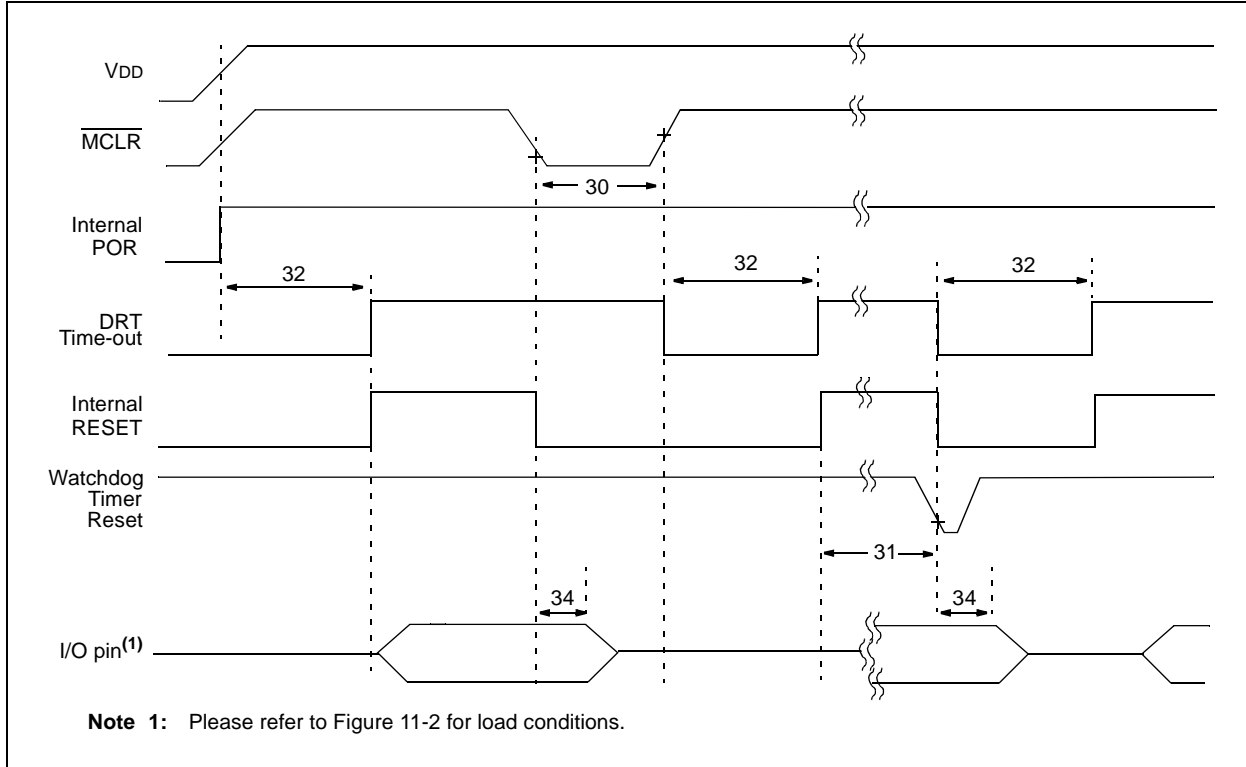 VDD
MCLR
30
Internal
POR
32
32
32
DRT
Time-out
Internal
RESET
Watchdog
Timer
Reset
31
34
34
I/O pin(1)
Note 1: Please refer to Figure 11-2 for load conditions.